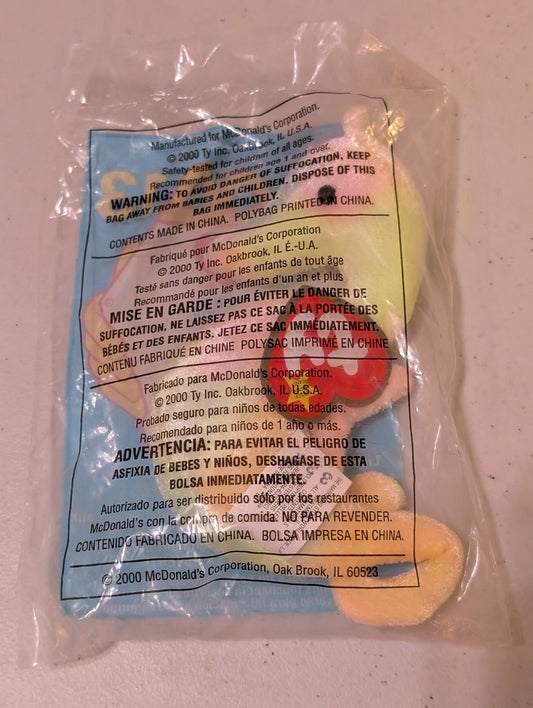 Manufactured for McDonald's Corporation.
© 2000 Ty Inc. Oakbrook, IL U.S.A.
Safety-tested for children of all ages.
Recommended for children age 1 and over.
WARNING: TO AVOID DANGER OF SUFFOCATION, KEEP
BAG AWAY FROM BABIES AND CHILDREN. DISPOSE OF THIS
BAG IMMEDIATELY.
CONTENTS MADE IN CHINA. POLYBAG PRINTED IN CHINA.
Fabriqué pour McDonald's Corporation
© 2000 Ty Inc. Oakbrook, IL É.-U.A.
Testé sans danger pour les enfants de tout âge
Recommandé pour les enfants d'un an et plus
MISE EN GARDE : POUR ÉVITER LE DANGER DE
SUFFOCATION, NE LAISSEZ PAS CE SAC À LA PORTÉE DES
BÉBÉS ET DES ENFANTS. JETEZ CE SAC IMMÉDIATEMENT.
CONTENU FABRIQUÉ EN CHINE POLYSAC IMPRIMÉ EN CHINE
Fabricado para McDonald's Corporation.
© 2000 Ty Inc. Oakbrook, IL U.S.A.
Probado seguro para niños de todas edades.
Recomendado para niños de 1 año o más.
ADVERTENCIA: PARA EVITAR EL PELIGRO DE
ASFIXIA DE BEBES Y NIÑOS, DESHAGASE DE ESTA
BOLSA INMEDIATAMENTE.
Autorizado para ser distribuido sólo por los restaurantes
McDonald's con la compra de comida. NO PARA REVENDER.
CONTENIDO FABRICADO EN CHINA. BOLSA IMPRESA EN CHINA.
© 2000 McDonald's Corporation, Oak Brook, IL 60523